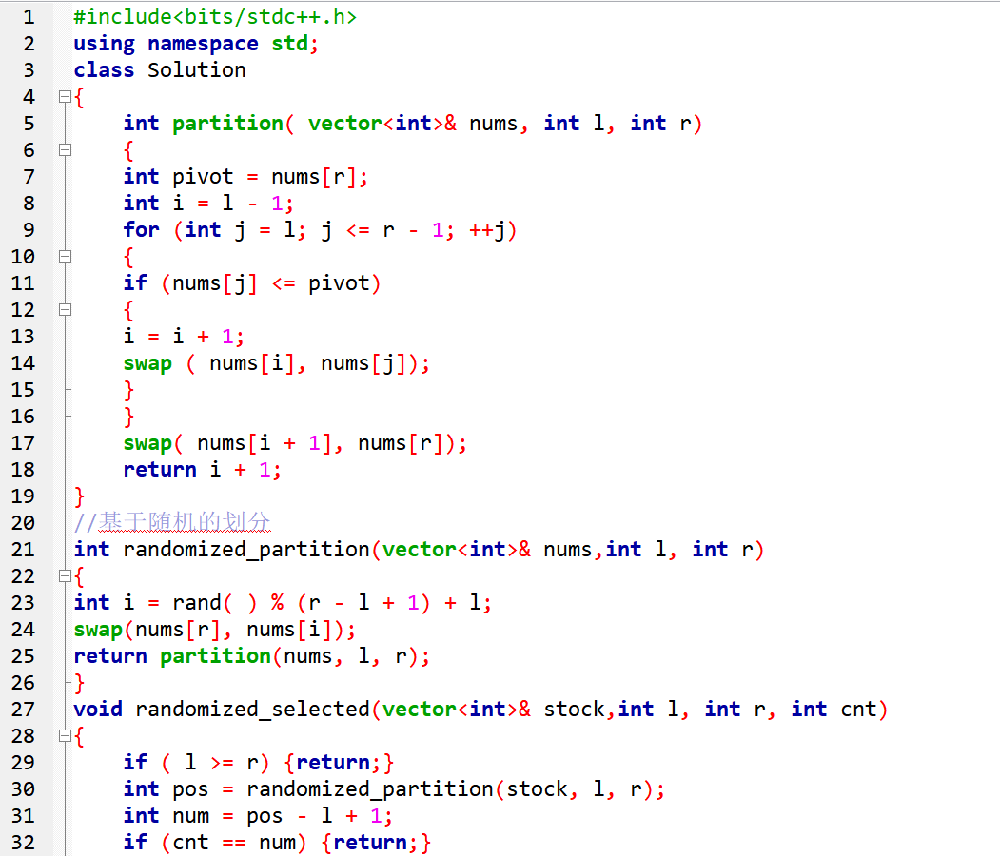 1 #include<bits/stdc++.h>
2 using namespace std;
3 class Solution
4 {
5 int partition( vector<int>& nums, int l, int r)
6 {
7 int pivot = nums[r];
8 int i = l - 1;
9 for (int j = l; j <= r - 1; ++j)
10 {
11 if (nums[j] <= pivot)
12 {
13 i = i + 1;
14 swap ( nums[i], nums[j]);
15 }
16 }
17 swap( nums[i + 1], nums[r]);
18 return i + 1;
19 }
20 //基于随机的划分
21 int randomized_partition(vector<int>& nums,int l, int r)
22 {
23 int i = rand( ) % (r - l + 1) + l;
24 swap(nums[r], nums[i]);
25 return partition(nums, l, r);
26 }
27 void randomized_selected(vector<int>& stock,int l, int r, int cnt)
28 {
29 if ( l >= r) {return;}
30 int pos = randomized_partition(stock, l, r);
31 int num = pos - l + 1;
32 if (cnt == num) {return;}